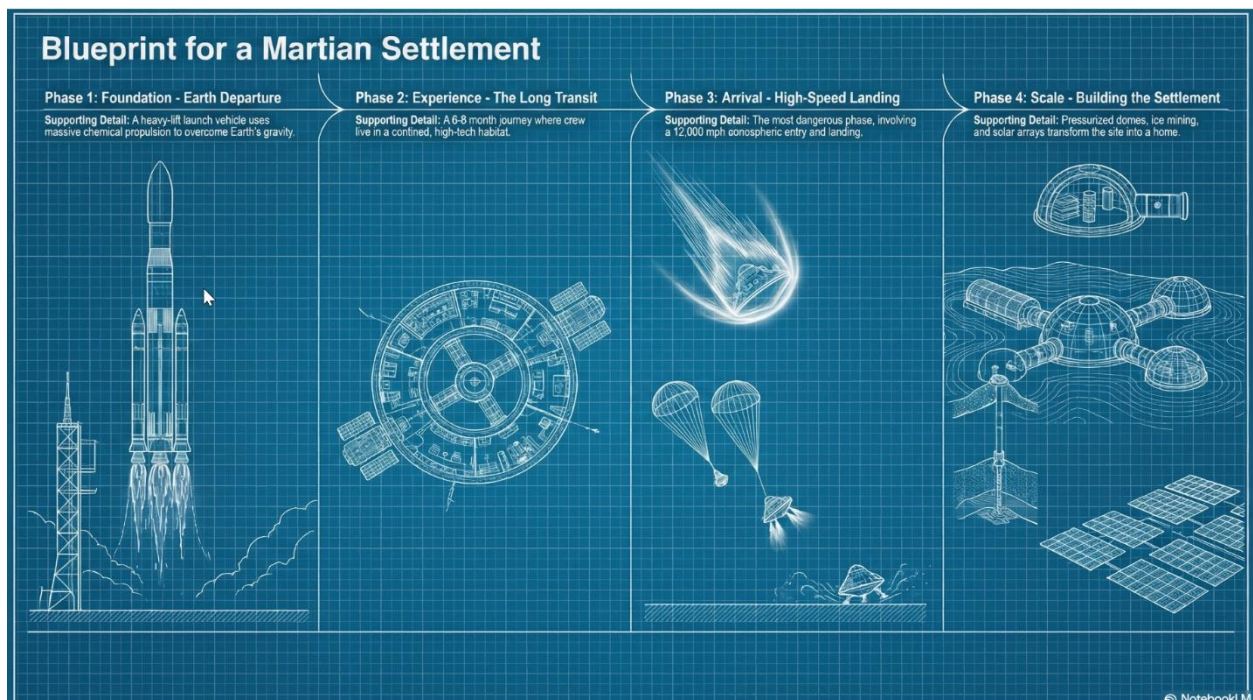 Blueprint for a Martian Settlement
Phase 1: Foundation - Earth Departure
Supporting Detail: A heavy-lift launch vehicle uses
massive chemical propulsion to overcome Earth's gravity.
Phase 2: Experience - The Long Transit
Supporting Detail: A 6-8 month journey where crew
live in a contined, high-tech habitat.
Phase 3: Arrival - High-Speed Landing
Supporting Detail: The most dangerous phase, involving
a 12,000 mph oonospheric entry and landing.
Phase 4: Scale - Building the Settlement
Supporting Detail: Pressurized domes, ice mining,
and solar arrays transform the site into a home.
NotebookLM